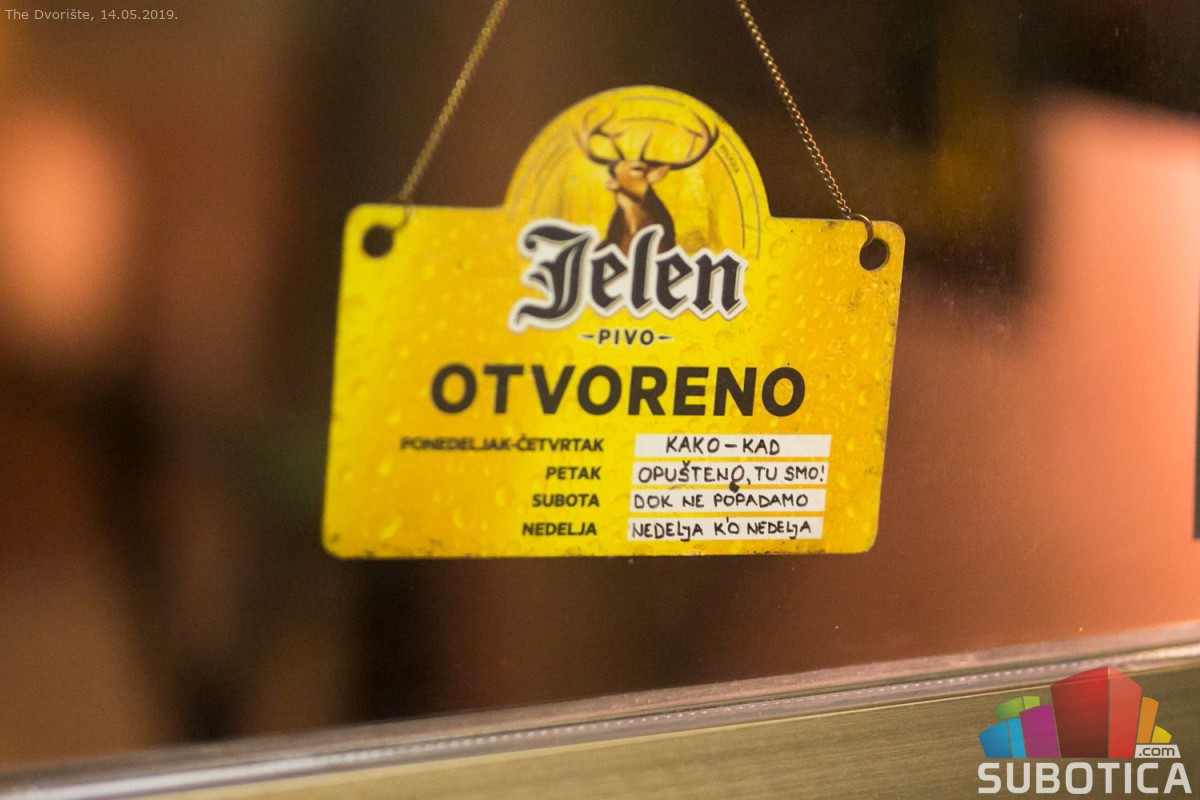 The Dvorište, 14.05.2019.
Jelen
-PIVO-
OTVORENO
PONEDELJAK-ČETVRTAK KAKO-KAD
PETAK OPUŠTENO, TU SMO!
SUBOTA DOK NE POPADAMO
NEDELJA NEDELJA K'O NEDELJA
.com
SUBOTICA